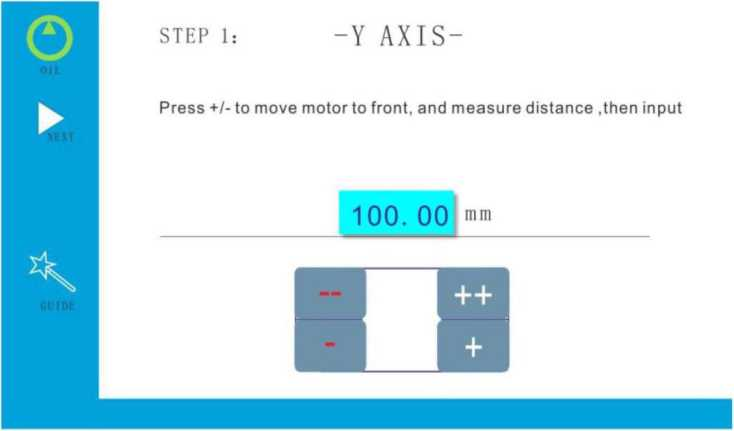 OIL
NEXT
GUIDE
STEP 1: -Y AXIS-
Press +/- to move motor to front, and measure distance ,then input
100.00 mm
-- ++
- +